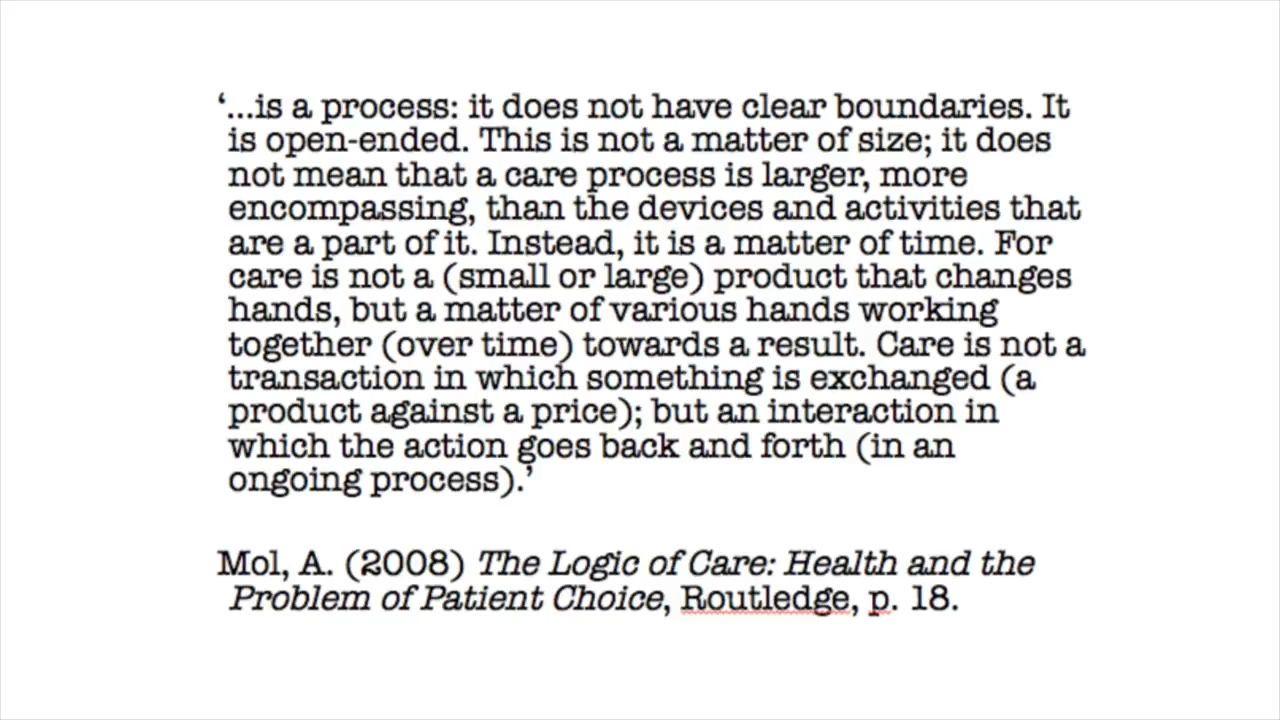 ‘...is a process: it does not have clear boundaries. It
is open-ended. This is not a matter of size; it does
not mean that a care process is larger, more
encompassing, than the devices and activities that
are a part of it. Instead, it is a matter of time. For
care is not a (small or large) product that changes
hands, but a matter of various hands working
together (over time) towards a result. Care is not a
transaction in which something is exchanged (a
product against a price); but an interaction in
which the action goes back and forth (in an
ongoing process).’
Mol, A. (2008) The Logic of Care: Health and the
Problem of Patient Choice, Routledge, p. 18.